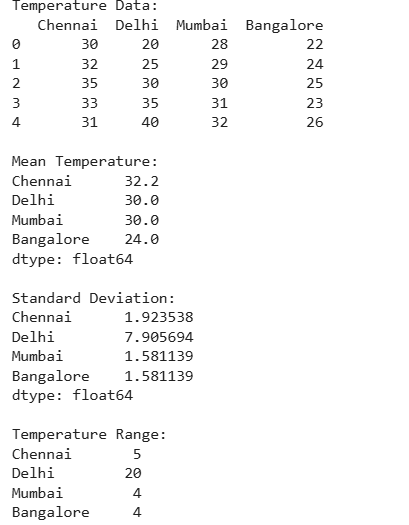 Temperature Data:
   Chennai  Delhi  Mumbai  Bangalore
0       30     20      28         22
1       32     25      29         24
2       35     30      30         25
3       33     35      31         23
4       31     40      32         26
Mean Temperature:
Chennai      32.2
Delhi        30.0
Mumbai       30.0
Bangalore    24.0
dtype: float64
Standard Deviation:
Chennai      1.923538
Delhi        7.905694
Mumbai       1.581139
Bangalore    1.581139
dtype: float64
Temperature Range:
Chennai       5
Delhi        20
Mumbai        4
Bangalore     4